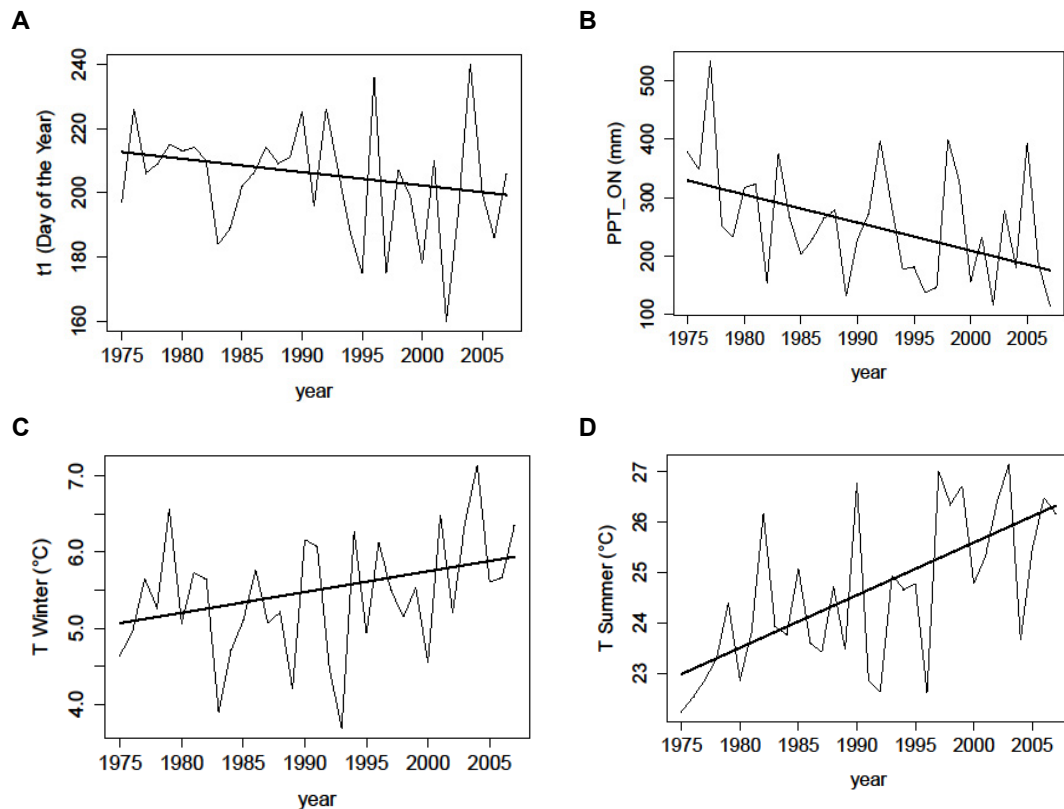 A
t1 (Day of the Year)
240
220
200
180
160
1975 1980 1985 1990 1995 2000 2005
year
B
PPT_ON (mm)
500
400
300
200
100
1975 1980 1985 1990 1995 2000 2005
year
C
T Winter (°C)
7.0
6.0
5.0
4.0
1975 1980 1985 1990 1995 2000 2005
year
D
T Summer (°C)
27
26
25
24
23
1975 1980 1985 1990 1995 2000 2005
year